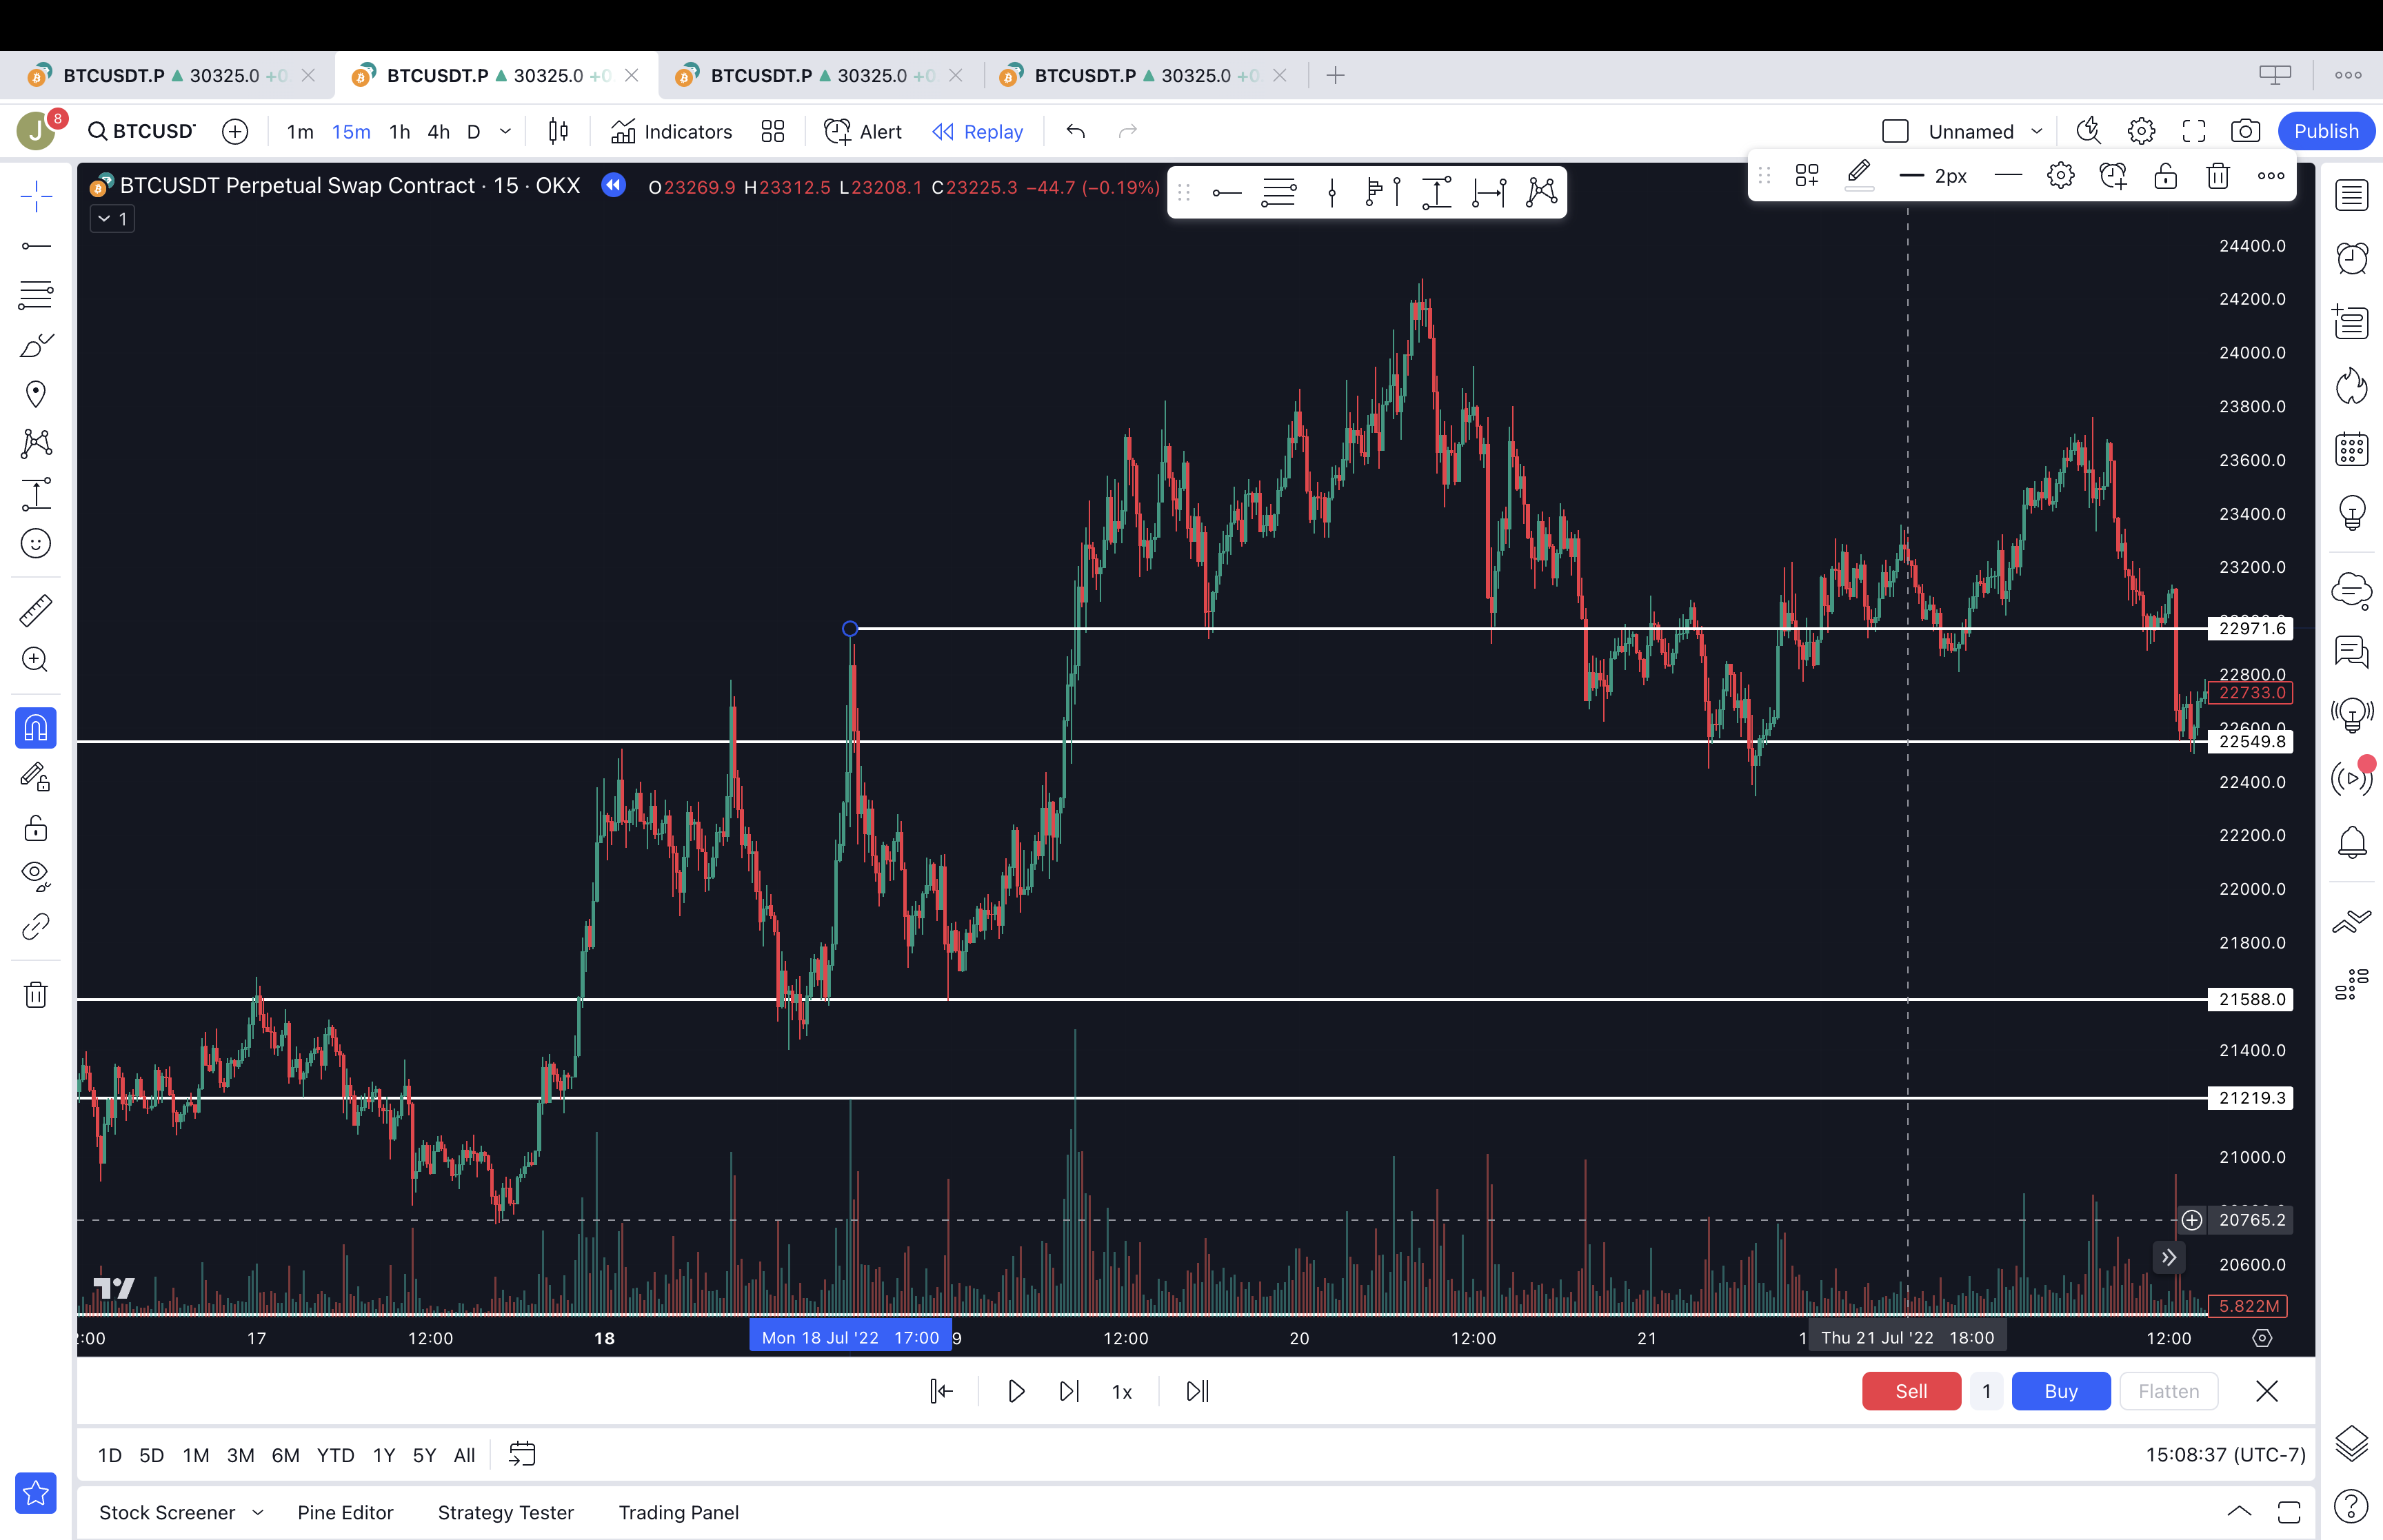 BTCUSDT.P ▲ 30325.0 +0
BTCUSDT.P ▲ 30325.0 +0
BTCUSDT.P ▲ 30325.0 +0
BTCUSDT.P ▲ 30325.0 +0
J 8 BTCUSD 1m 15m 1h 4h D Indicators Alert Replay Unnamed Publish
BTCUSDT Perpetual Swap Contract · 15 · OKX O23269.9 H23312.5 L23208.1 C23225.3 −44.7 (−0.19%)
2px
1
24400.0
24200.0
24000.0
23800.0
23600.0
23400.0
23200.0
22971.6
22800.0
22733.0
22600.0
22549.8
22400.0
22200.0
22000.0
21800.0
21588.0
21400.0
21219.3
21000.0
20765.2
20600.0
5.822M
:00 17 12:00 18 Mon 18 Jul '22 17:00 9 12:00 20 12:00 21 1 Thu 21 Jul '22 18:00 12:00
1x Sell 1 Buy Flatten
1D 5D 1M 3M 6M YTD 1Y 5Y All 15:08:37 (UTC-7)
Stock Screener Pine Editor Strategy Tester Trading Panel